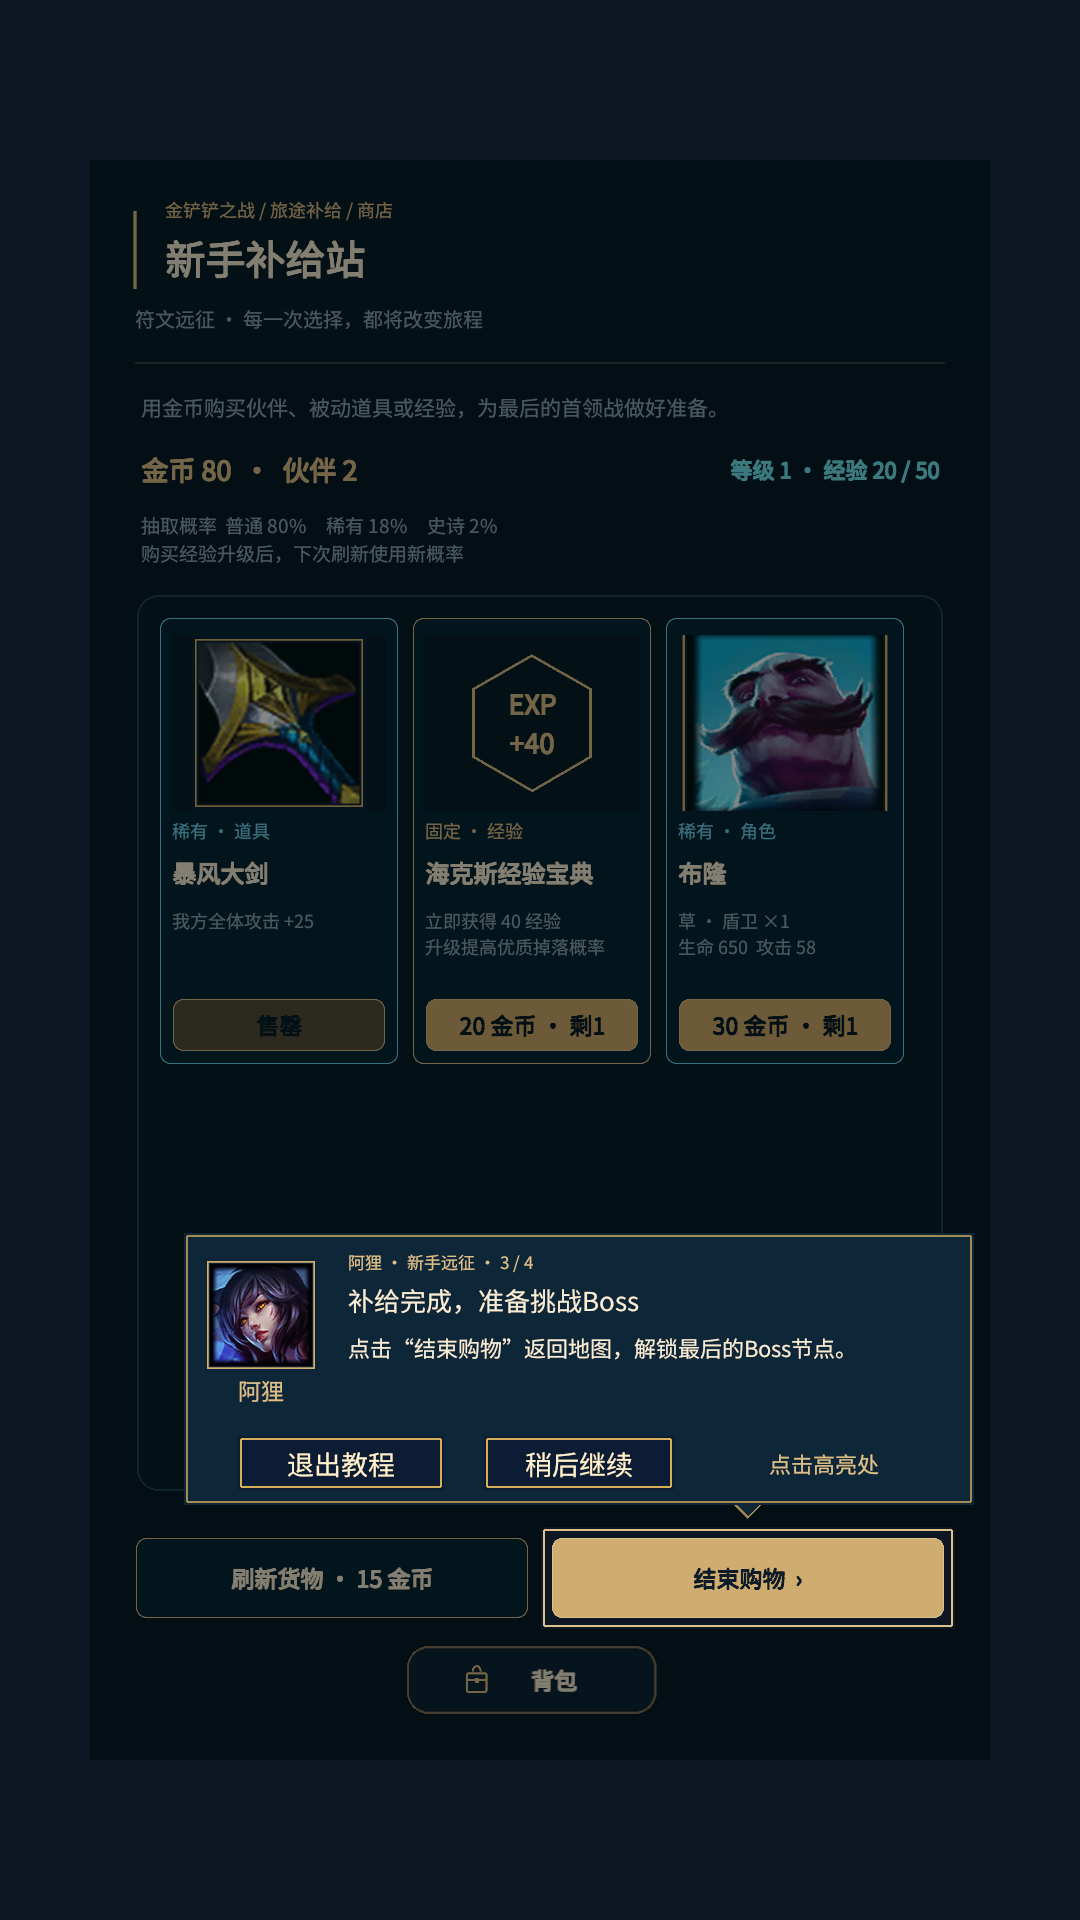 金铲铲之战 / 旅途补给 / 商店
新手补给站
符文远征 · 每一次选择，都将改变旅程
用金币购买伙伴、被动道具或经验，为最后的首领战做好准备。
金币 80 · 伙伴 2
等级 1 · 经验 20 / 50
抽取概率 普通 80% 稀有 18% 史诗 2%
购买经验升级后，下次刷新使用新概率
稀有 · 道具
暴风大剑
我方全体攻击 +25
售罄
EXP
+40
固定 · 经验
海克斯经验宝典
立即获得 40 经验
升级提高优质掉落概率
20 金币 · 剩1
稀有 · 角色
布隆
草 · 盾卫 ×1
生命 650 攻击 58
30 金币 · 剩1
阿狸 · 新手远征 · 3 / 4
补给完成，准备挑战Boss
点击“结束购物”返回地图，解锁最后的Boss节点。
阿狸
退出教程
稍后继续
点击高亮处
刷新货物 · 15 金币
结束购物 ›
背包